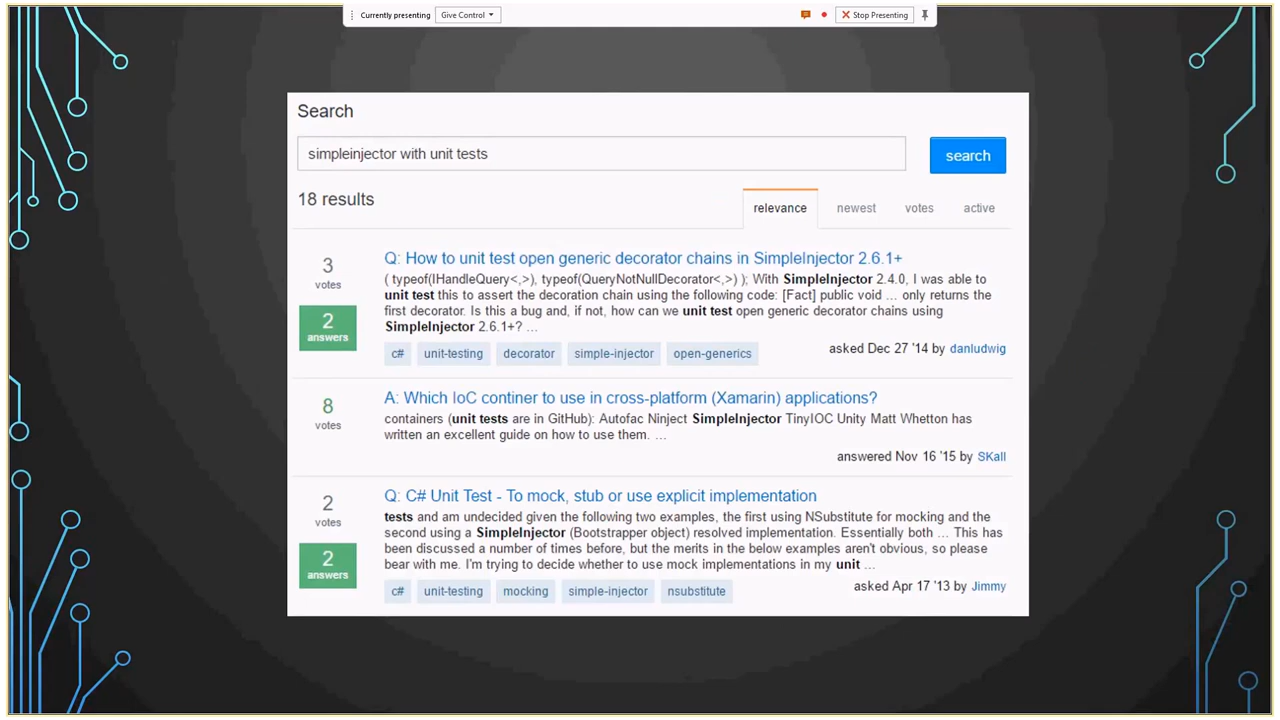 Currently presenting Give Control Stop Presenting
Search
simpleinjector with unit tests search
18 results relevance newest votes active
3 votes
2 answers
Q: How to unit test open generic decorator chains in SimpleInjector 2.6.1+
( typeof(IHandleQuery<,>), typeof(QueryNotNullDecorator<,>) ); With SimpleInjector 2.4.0, I was able to
unit test this to assert the decoration chain using the following code: [Fact] public void ... only returns the
first decorator. Is this a bug and, if not, how can we unit test open generic decorator chains using
SimpleInjector 2.6.1+? ...
c# unit-testing decorator simple-injector open-generics
asked Dec 27 '14 by danludwig
8 votes
A: Which IoC continer to use in cross-platform (Xamarin) applications?
containers (unit tests are in GitHub): Autofac Ninject SimpleInjector TinyIOC Unity Matt Whetton has
written an excellent guide on how to use them. ...
answered Nov 16 '15 by SKall
2 votes
2 answers
Q: C# Unit Test - To mock, stub or use explicit implementation
tests and am undecided given the following two examples, the first using NSubstitute for mocking and the
second using a SimpleInjector (Bootstrapper object) resolved implementation. Essentially both ... This has
been discussed a number of times before, but the merits in the below examples aren't obvious, so please
bear with me. I'm trying to decide whether to use mock implementations in my unit ...
c# unit-testing mocking simple-injector nsubstitute
asked Apr 17 '13 by Jimmy